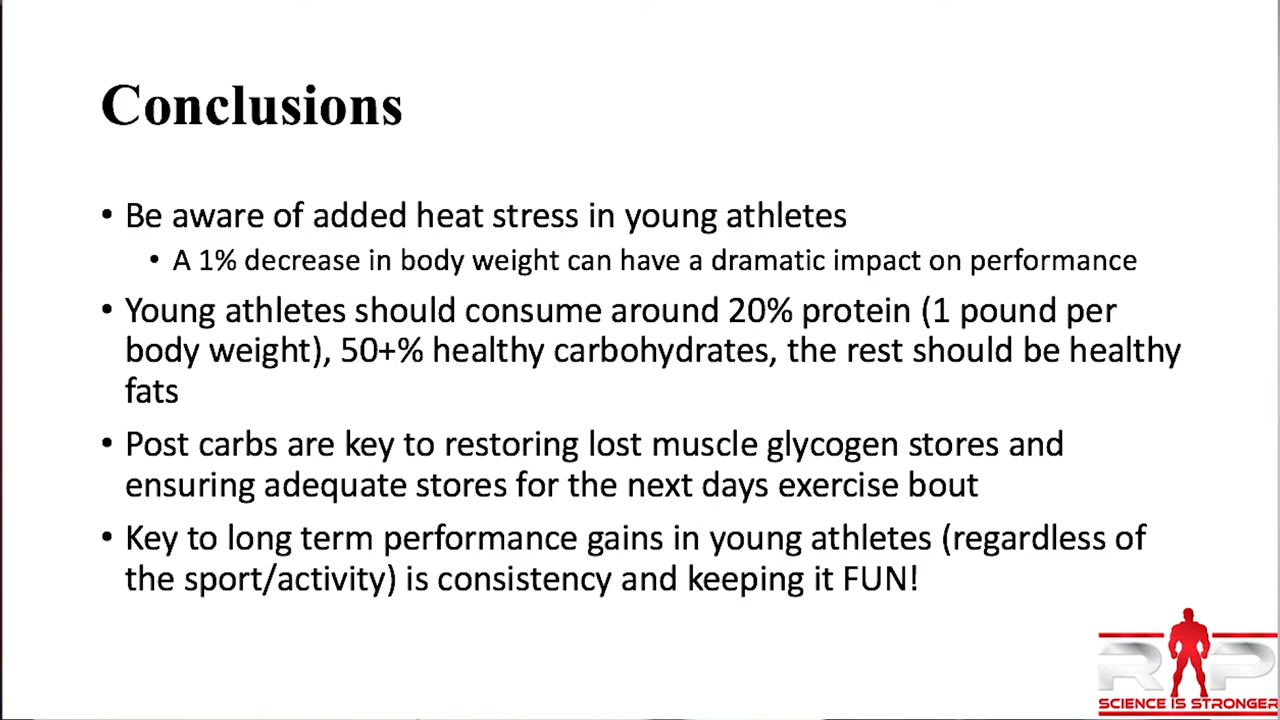 Conclusions
• Be aware of added heat stress in young athletes
• A 1% decrease in body weight can have a dramatic impact on performance
• Young athletes should consume around 20% protein (1 pound per
body weight), 50+% healthy carbohydrates, the rest should be healthy
fats
• Post carbs are key to restoring lost muscle glycogen stores and
ensuring adequate stores for the next days exercise bout
• Key to long term performance gains in young athletes (regardless of
the sport/activity) is consistency and keeping it FUN!
RP
SCIENCE IS STRONGER